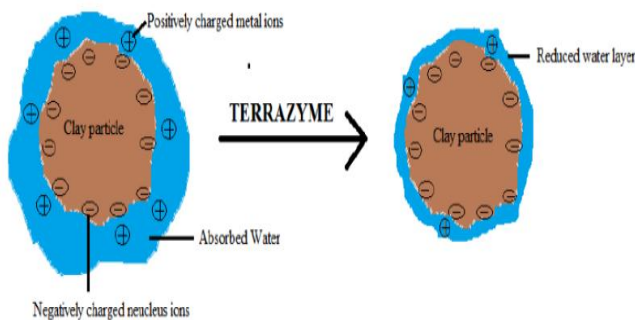 Positively charged metal ions
Reduced water layer
TERRAZYME
Clay particle
Clay particle
Absorbed Water
Negatively charged neucleus ions